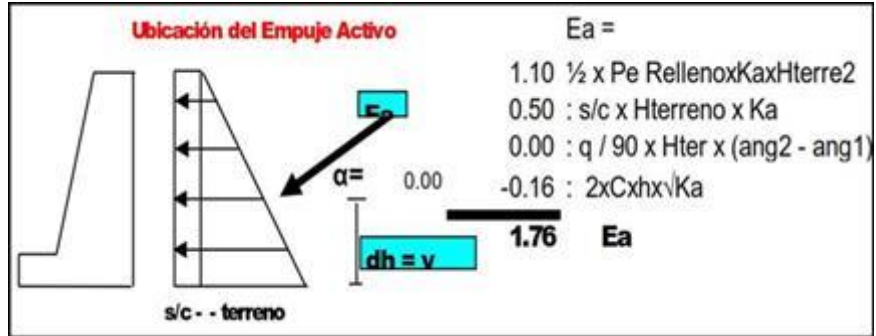 Ubicación del Empuje Activo
Ea =
1.10 ½ x Pe RellenoxKaxHterre2
0.50 : s/c x Hterreno x Ka
0.00 : q / 90 x Hter x (ang2 - ang1)
α= 0.00 -0.16 : 2xCxhx√Ka
1.76 Ea
dh = y
s/c - - terreno